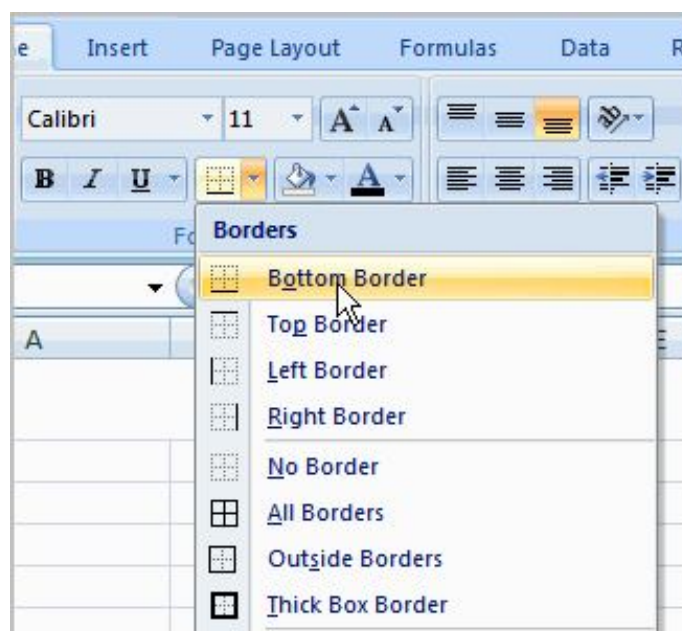 e Insert Page Layout Formulas Data R
Calibri 11 A A
B I U A
Fo
Borders
Bottom Border
A Top Border E
Left Border
Right Border
No Border
All Borders
Outside Borders
Thick Box Border